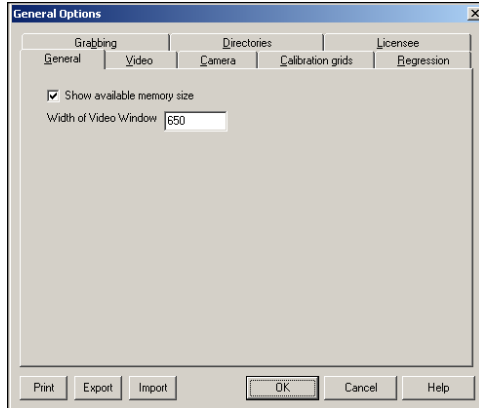 General Options
Grabbing Directories Licensee
General Video Camera Calibration grids Regression
Show available memory size
Width of Video Window 650
Print Export Import OK Cancel Help